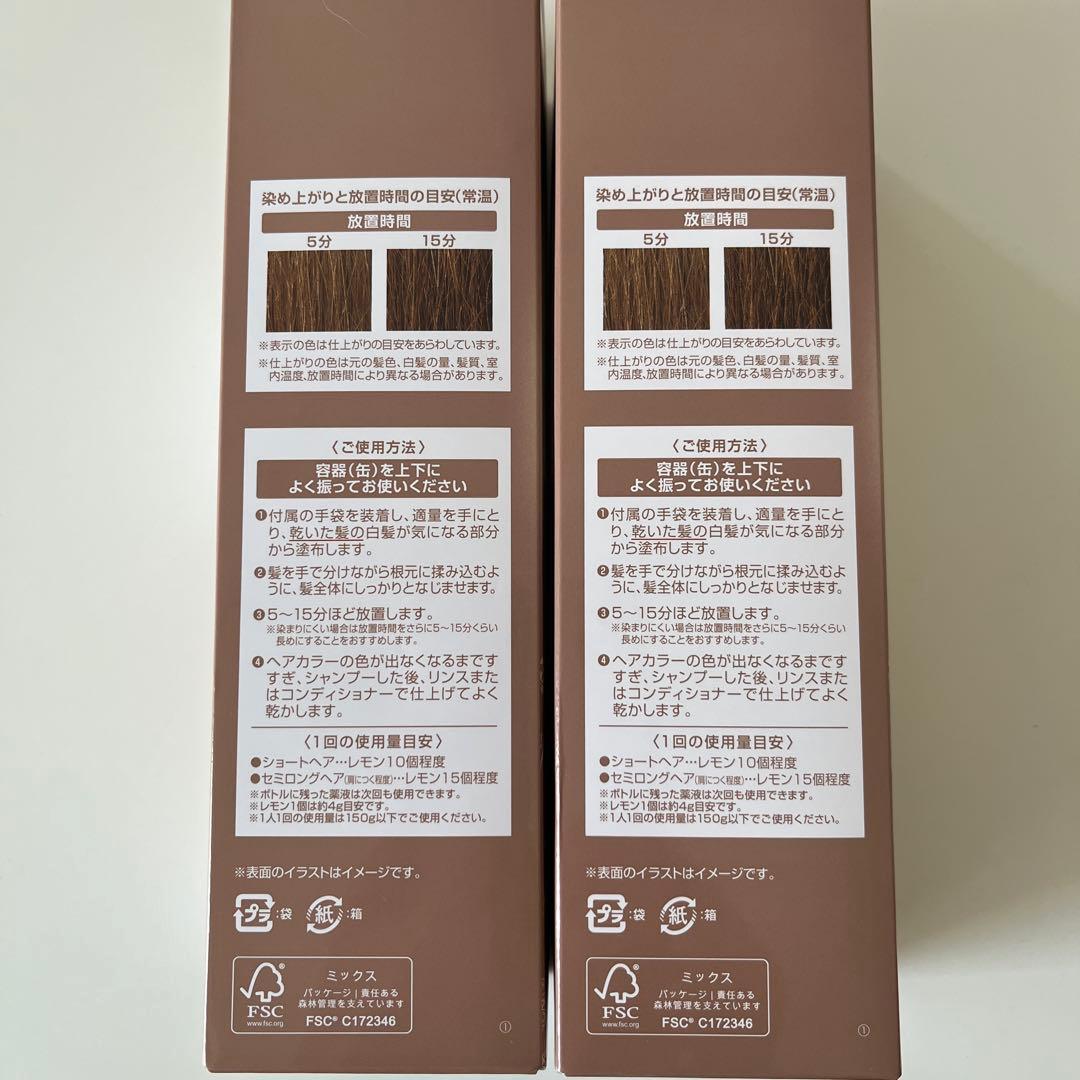 染め上がりと放置時間の目安(常温)
放置時間
5分 15分
※表示の色は仕上がりの目安をあらわしています。
※仕上がりの色は元の髪色、白髪の量、髪質、室
内温度、放置時間により異なる場合があります。
〈ご使用方法〉
容器(缶)を上下に
よく振ってお使いください
❶付属の手袋を装着し、適量を手にと
り、乾いた髪の白髪が気になる部分
から塗布します。
❷髪を手で分けながら根元に揉み込むよ
うに、髪全体にしっかりとなじませます。
❸5〜15分ほど放置します。
※染まりにくい場合は放置時間をさらに5〜15分くらい
長めにすることをおすすめします。
❹ヘアカラーの色が出なくなるまです
すぎ、シャンプーした後、リンスまた
はコンディショナーで仕上げてよく
乾かします。
〈1回の使用量目安〉
●ショートヘア…レモン10個程度
●セミロングヘア(肩につく程度)…レモン15個程度
※ボトルに残った薬液は次回も使用できます。
※レモン1個は約4g目安です。
※1人1回の使用量は150g以下でご使用ください。
※表面のイラストはイメージです。
プラ:袋 紙:箱
ミックス
パッケージ|責任ある
森林管理を支えています
FSC® C172346
FSC
www.fsc.org
①
染め上がりと放置時間の目安(常温)
放置時間
5分 15分
※表示の色は仕上がりの目安をあらわしています。
※仕上がりの色は元の髪色、白髪の量、髪質、室
内温度、放置時間により異なる場合があります。
〈ご使用方法〉
容器(缶)を上下に
よく振ってお使いください
❶付属の手袋を装着し、適量を手にと
り、乾いた髪の白髪が気になる部分
から塗布します。
❷髪を手で分けながら根元に揉み込むよ
うに、髪全体にしっかりとなじませます。
❸5〜15分ほど放置します。
※染まりにくい場合は放置時間をさらに5〜15分くらい
長めにすることをおすすめします。
❹ヘアカラーの色が出なくなるまです
すぎ、シャンプーした後、リンスまた
はコンディショナーで仕上げてよく
乾かします。
〈1回の使用量目安〉
●ショートヘア…レモン10個程度
●セミロングヘア(肩につく程度)…レモン15個程度
※ボトルに残った薬液は次回も使用できます。
※レモン1個は約4g目安です。
※1人1回の使用量は150g以下でご使用ください。
※表面のイラストはイメージです。
プラ:袋 紙:箱
ミックス
パッケージ|責任ある
森林管理を支えています
FSC® C172346
FSC
www.fsc.org
①